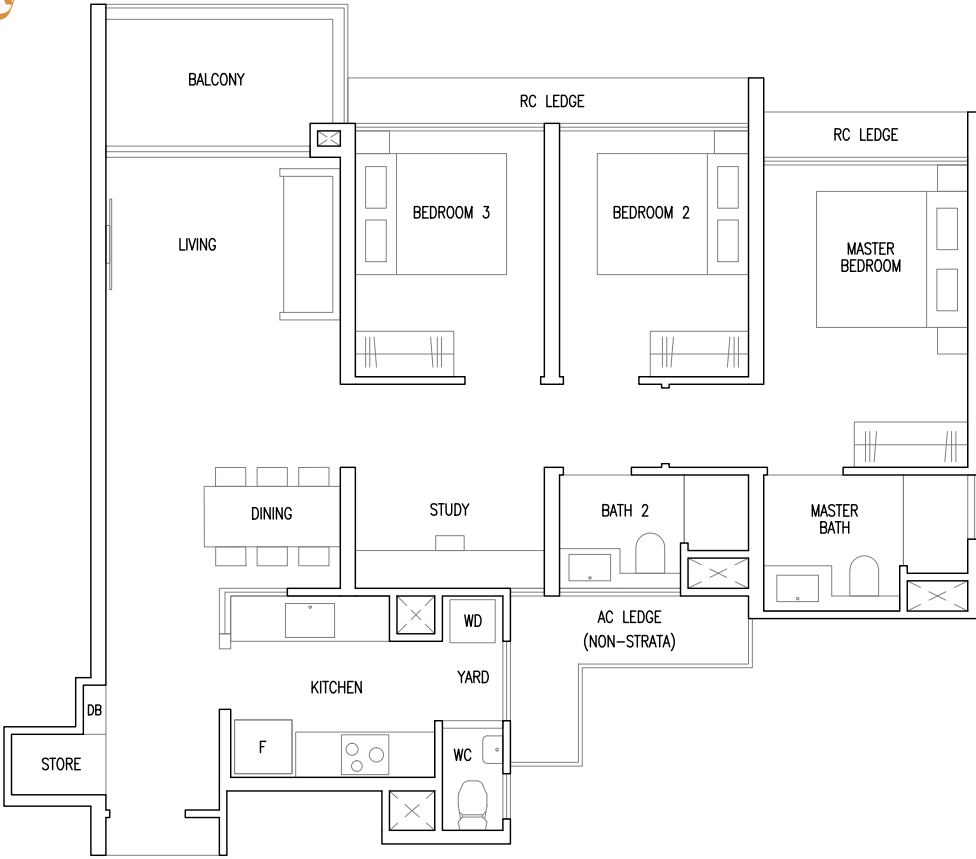 BALCONY
RC LEDGE
RC LEDGE
BEDROOM 3
BEDROOM 2
LIVING
MASTER
BEDROOM
DINING
STUDY
BATH 2
MASTER
BATH
WD
AC LEDGE
(NON-STRATA)
KITCHEN
YARD
DB
F
WC
STORE